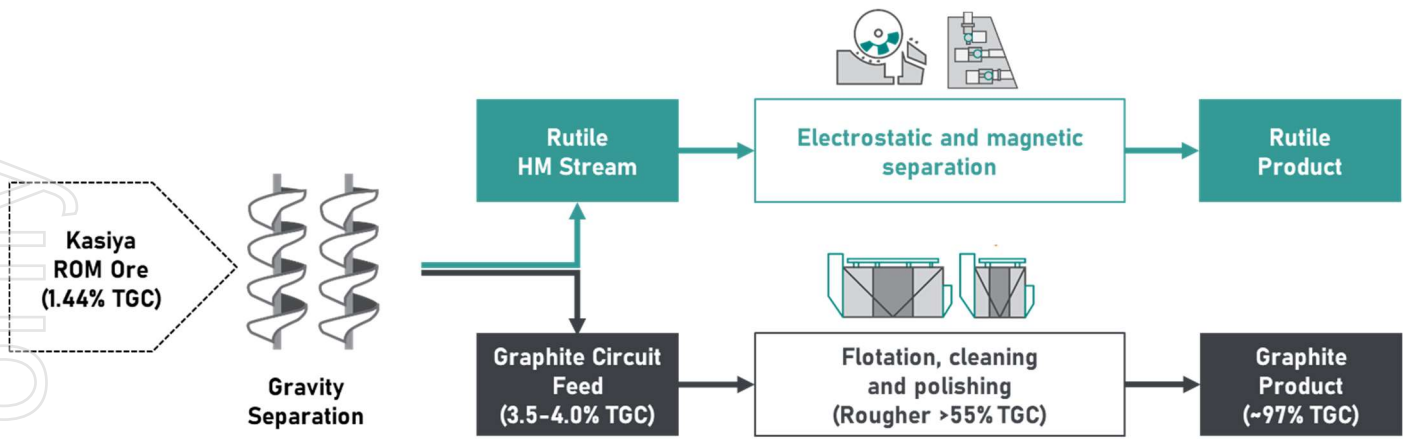 Kasiya
ROM Ore
(1.44% TGC)
Gravity
Separation
Rutile
HM Stream
Electrostatic and magnetic
separation
Rutile
Product
Graphite Circuit
Feed
(3.5-4.0% TGC)
Flotation, cleaning
and polishing
(Rougher >55% TGC)
Graphite
Product
(~97% TGC)